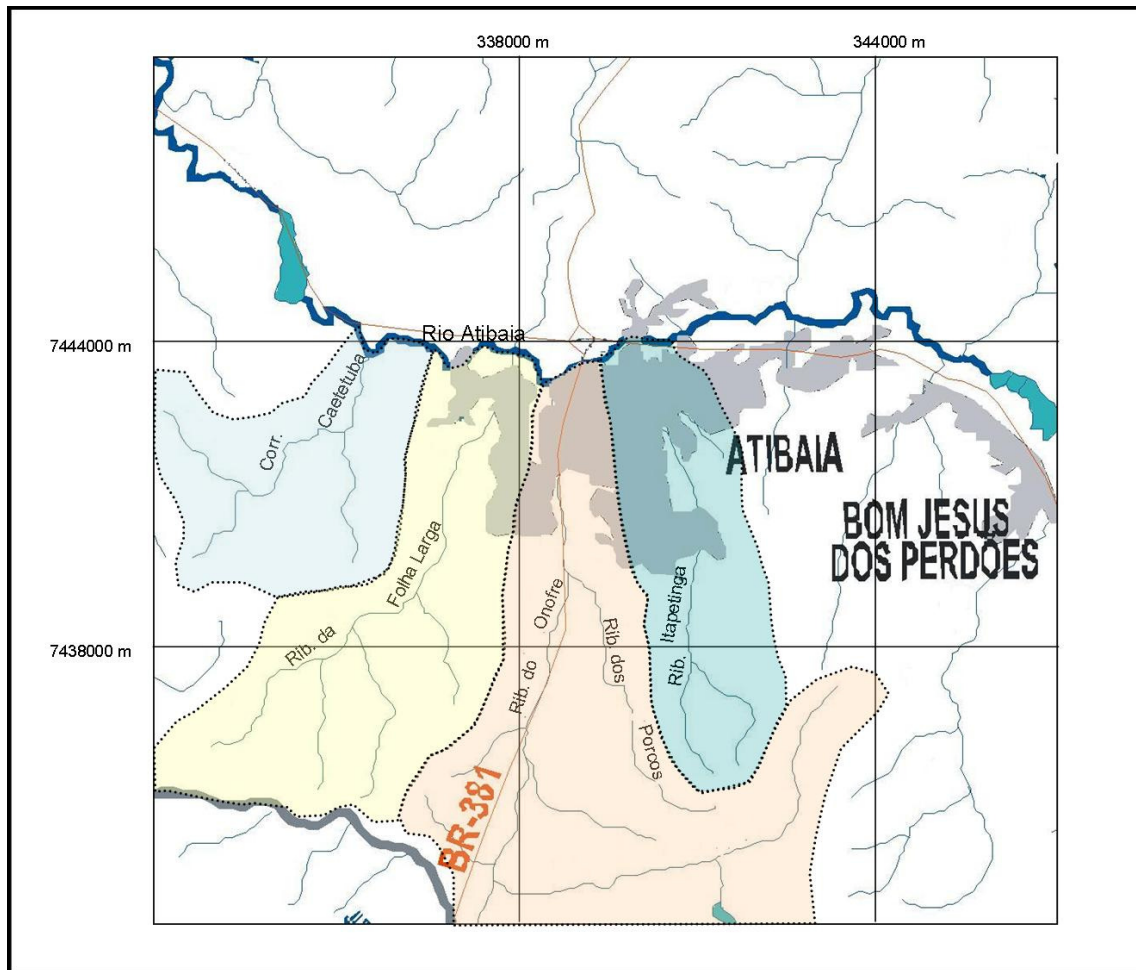 338000 m
344000 m
7444000 m
Rio Atibaia
Corr. Caetetuba
ATIBAIA
BOM JESUS
DOS PERDÕES
Rib. da Folha Larga
Rib. do Onofre
Rib. dos Porcos
Rib. Itapetinga
7438000 m
BR-381